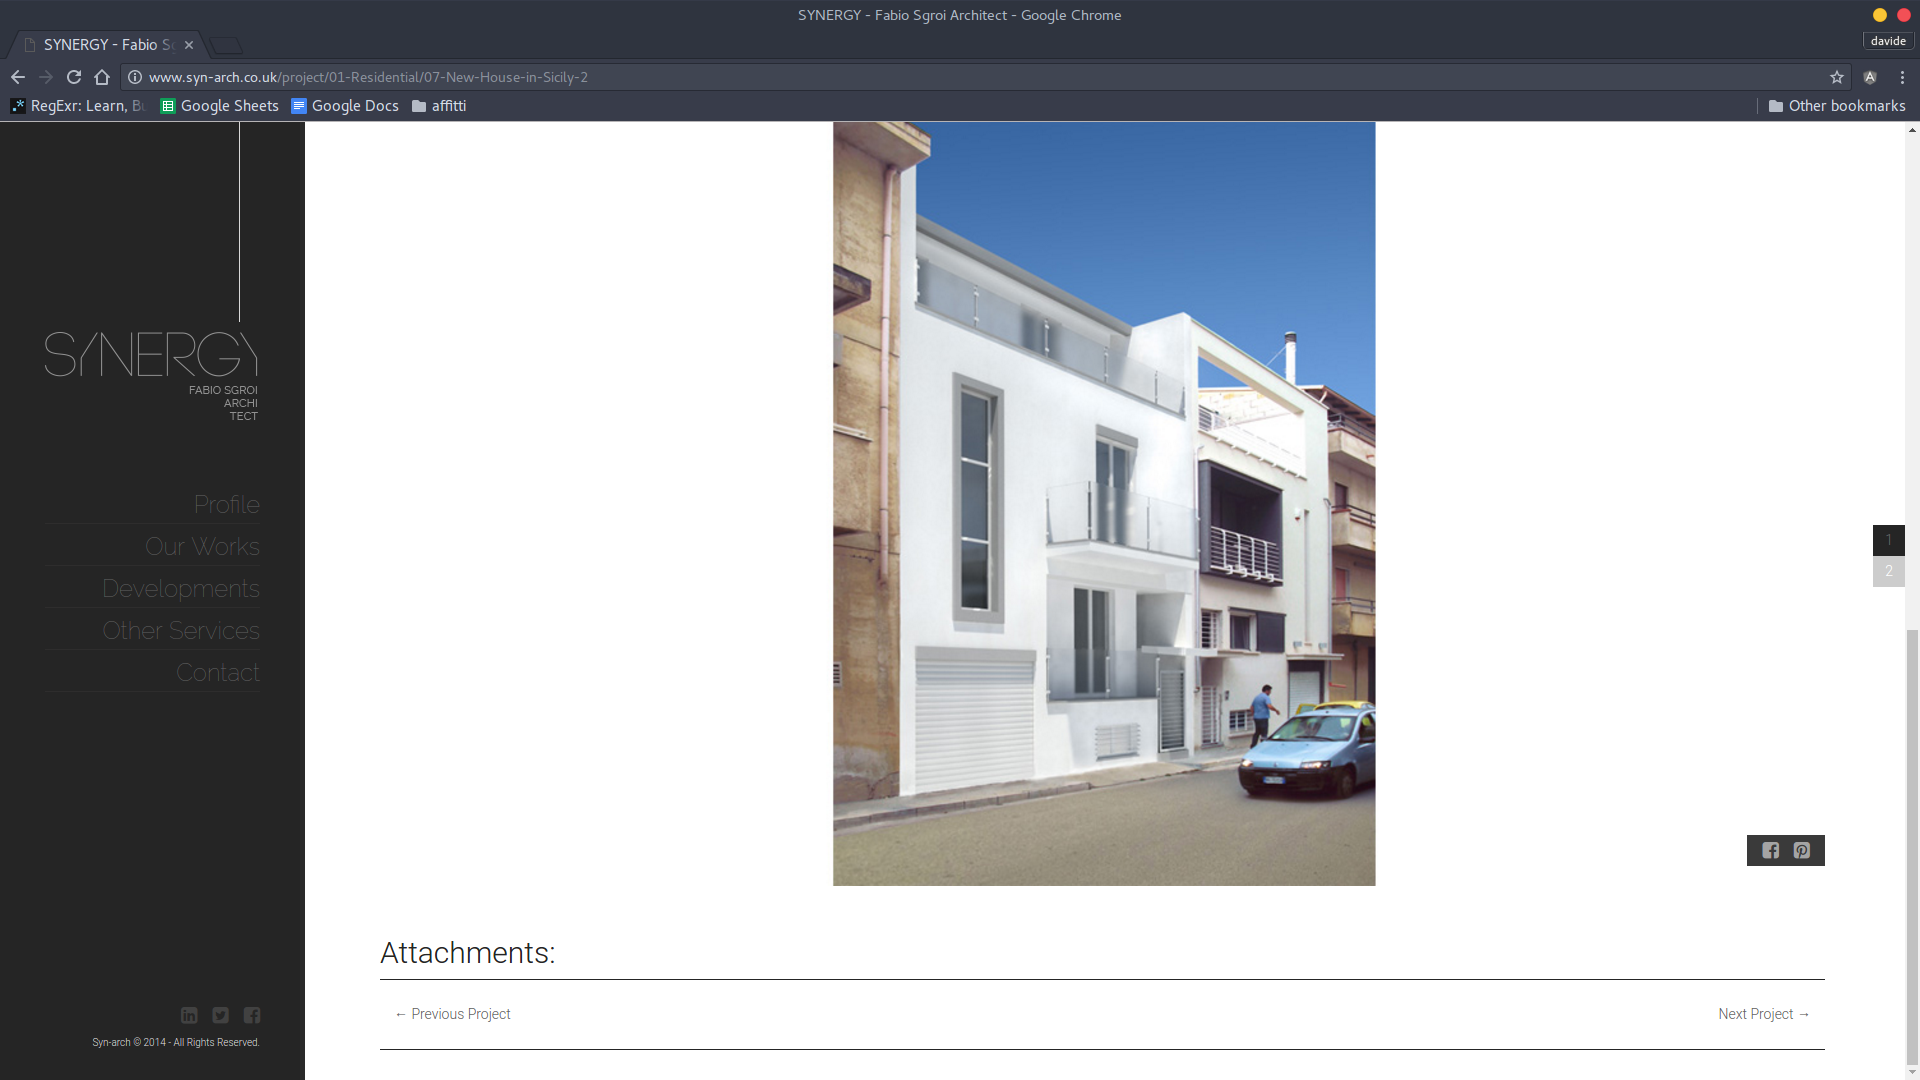 SYNERGY - Fabio Sgroi Architect - Google Chrome
SYNERGY - Fabio Sg
davide
www.syn-arch.co.uk/project/01-Residential/07-New-House-in-Sicily-2
RegExr: Learn, Bu
Google Sheets
Google Docs
affitti
Other bookmarks
SYNERGY
FABIO SGROI
ARCHI
TECT
Profile
Our Works
Developments
Other Services
Contact
1
2
Attachments:
← Previous Project
Next Project →
Syn-arch © 2014 - All Rights Reserved.